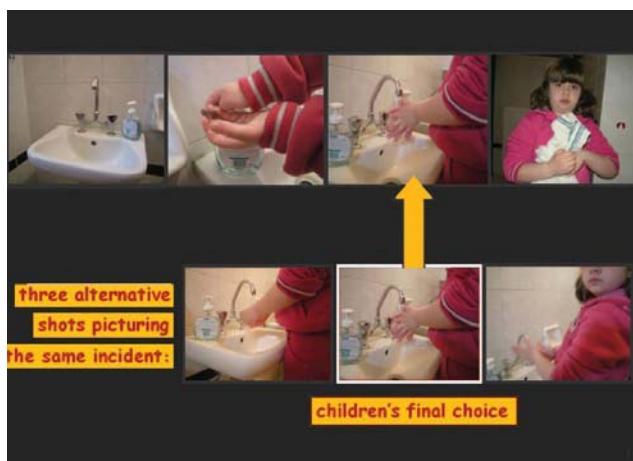 three alternative
shots picturing
the same incident:
children's final choice